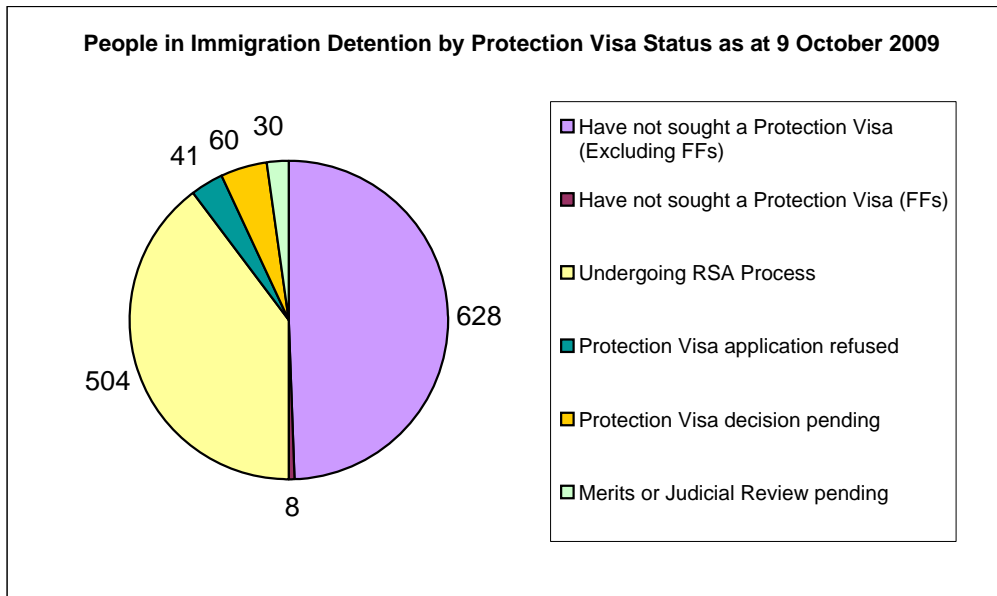 People in Immigration Detention by Protection Visa Status as at 9 October 2009
30
60
41
628
504
8
Have not sought a Protection Visa
(Excluding FFs)
Have not sought a Protection Visa (FFs)
Undergoing RSA Process
Protection Visa application refused
Protection Visa decision pending
Merits or Judicial Review pending